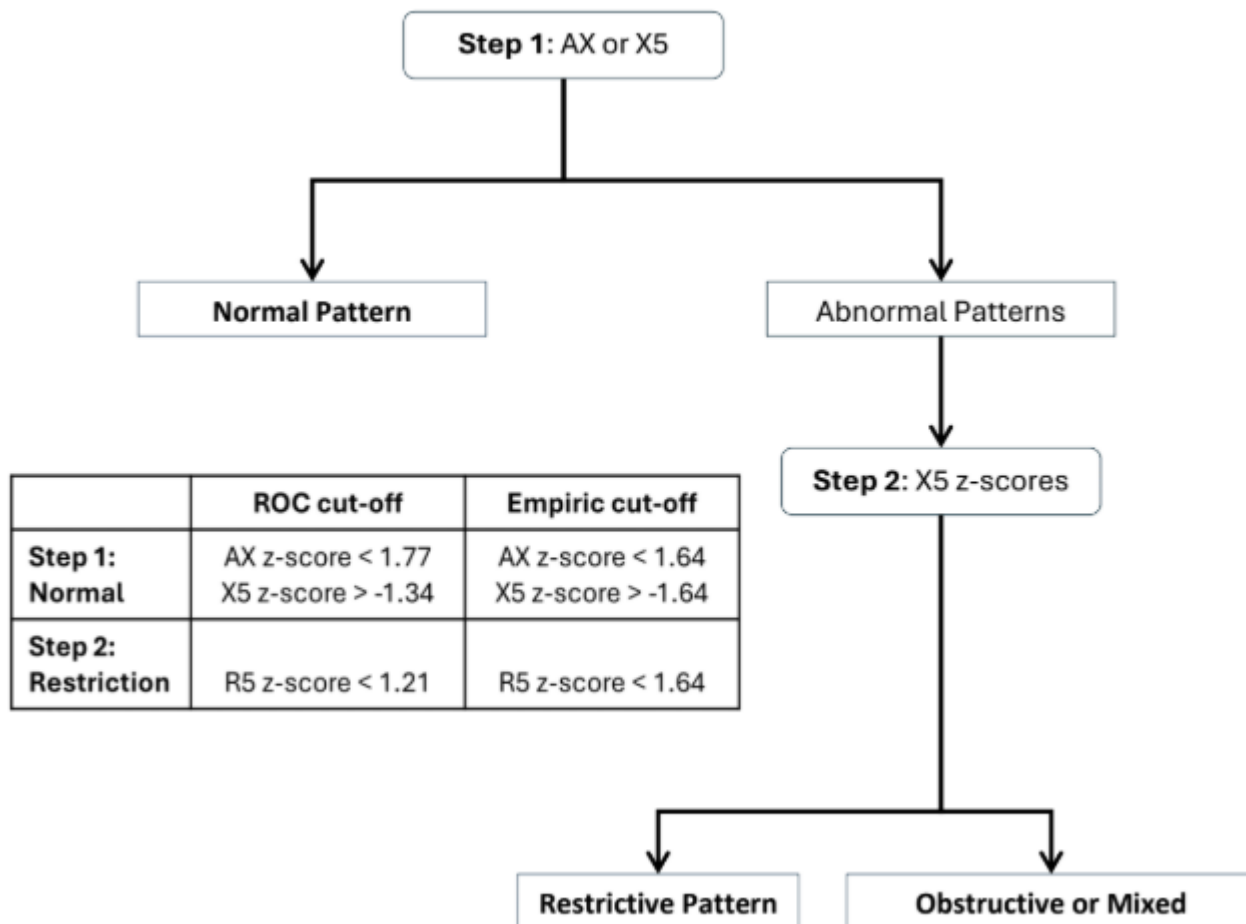 Step 1: AX or X5
Normal Pattern
Abnormal Patterns
Step 2: X5 z-scores
ROC cut-off
Empiric cut-off
Step 1:
Normal
AX z-score < 1.77
X5 z-score > -1.34
AX z-score < 1.64
X5 z-score > -1.64
Step 2:
Restriction
R5 z-score < 1.21
R5 z-score < 1.64
Restrictive Pattern
Obstructive or Mixed